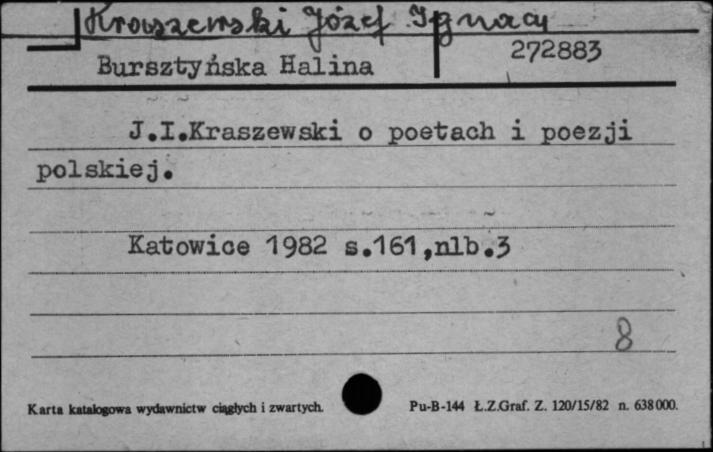 Kraszewski Józef Ignacy
Bursztyńska Halina
272883
J.I.Kraszewski o poetach i poezji
polskiej.
Katowice 1982 s.161,nlb.3
8
Karta katalogowa wydawnictw ciągłych i zwartych.
Pu-B-144 Ł.Z.Graf. Z. 120/15/82 n. 638000.